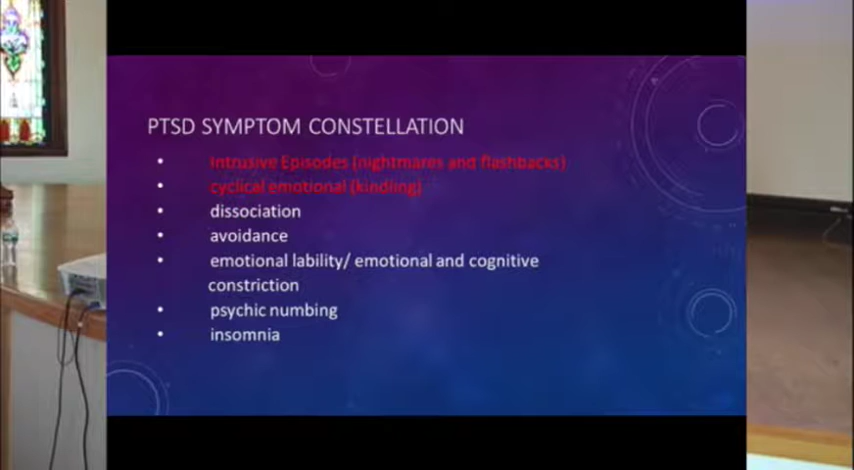 PTSD SYMPTOM CONSTELLATION
• Intrusive Episodes (nightmares and flashbacks)
• cyclical emotional (kindling)
• dissociation
• avoidance
• emotional lability/ emotional and cognitive
constriction
• psychic numbing
• insomnia